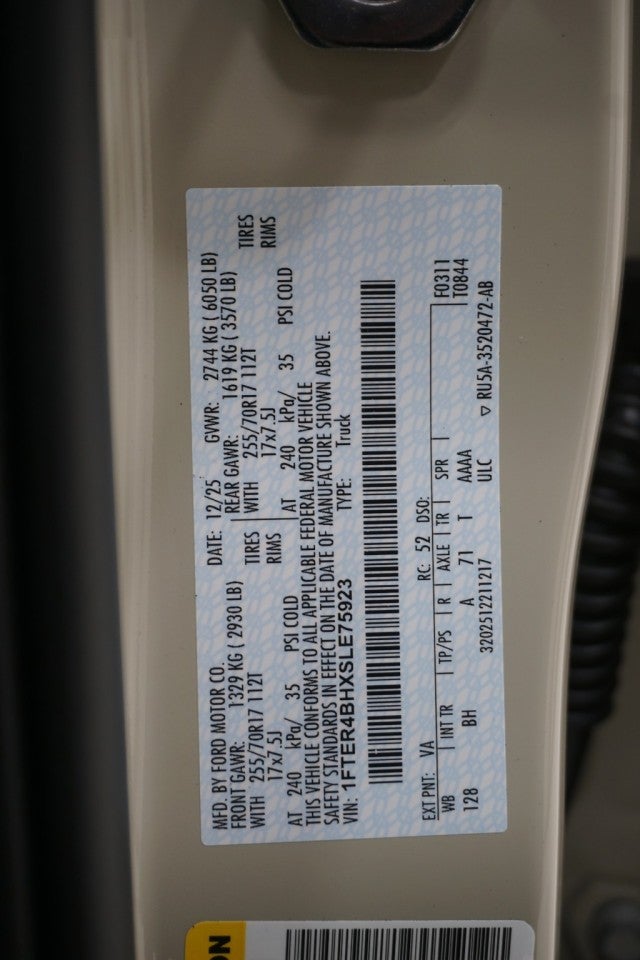 MFD. BY FORD MOTOR CO. DATE: 12/25 GVWR: 2744 KG ( 6050 LB)
FRONT GAWR: 1329 KG ( 2930 LB) REAR GAWR: 1619 KG ( 3570 LB)
WITH 255/70R17 112T TIRES WITH 255/70R17 112T TIRES
17x7.5J RIMS 17x7.5J RIMS
AT 240 kPa/ 35 PSI COLD AT 240 kPa/ 35 PSI COLD
THIS VEHICLE CONFORMS TO ALL APPLICABLE FEDERAL MOTOR VEHICLE
SAFETY STANDARDS IN EFFECT ON THE DATE OF MANUFACTURE SHOWN ABOVE.
VIN: 1FTER4BHXSLE75923 TYPE: Truck
EXT PNT: VA RC: 52 DSO: F0311
WB INT TR TP/PS R AXLE TR SPR T0844
128 BH A 71 T AAAA
3202512211217 ULC ▽ RU5A-3520472-AB
ON